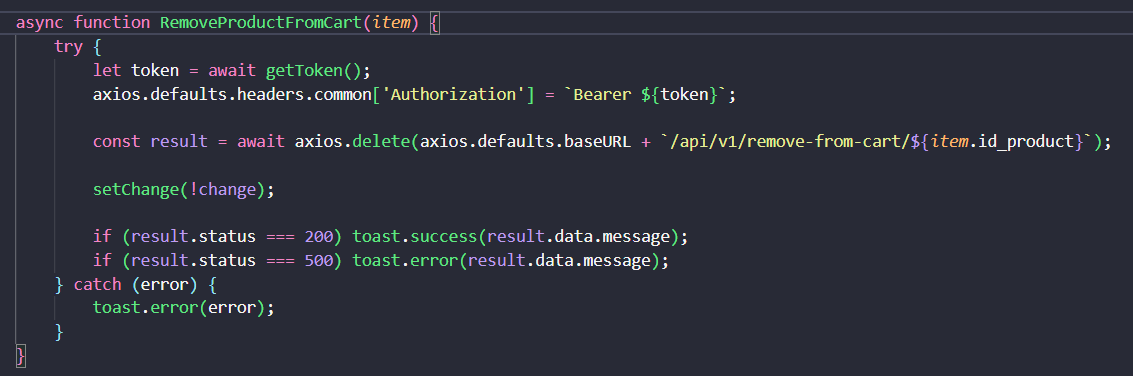 async function RemoveProductFromCart(item) {
    try {
        let token = await getToken();
        axios.defaults.headers.common['Authorization'] = `Bearer ${token}`;

        const result = await axios.delete(axios.defaults.baseURL + `/api/v1/remove-from-cart/${item.id_product}`);

        setChange(!change);

        if (result.status === 200) toast.success(result.data.message);
        if (result.status === 500) toast.error(result.data.message);
    } catch (error) {
        toast.error(error);
    }
}